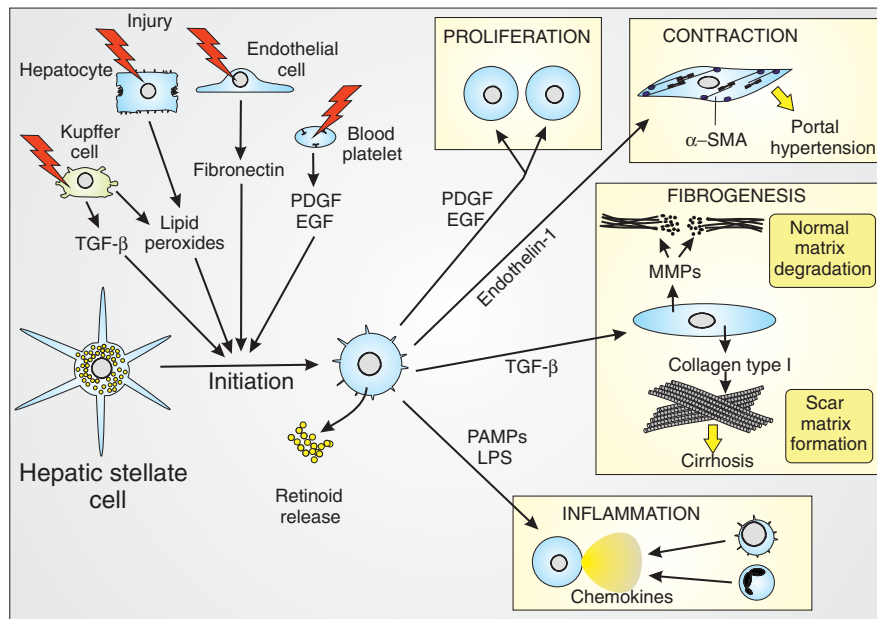 Injury
Hepatocyte
Endothelial
cell
Kupffer
cell
Blood
platelet
Fibronectin
TGF-β
Lipid
peroxides
PDGF
EGF
Hepatic stellate
cell
Initiation
Retinoid
release
PROLIFERATION
PDGF
EGF
CONTRACTION
α–SMA
Portal
hypertension
Endothelin-1
TGF-β
FIBROGENESIS
Normal
matrix
degradation
MMPs
Collagen type I
Scar
matrix
formation
Cirrhosis
PAMPs
LPS
INFLAMMATION
Chemokines